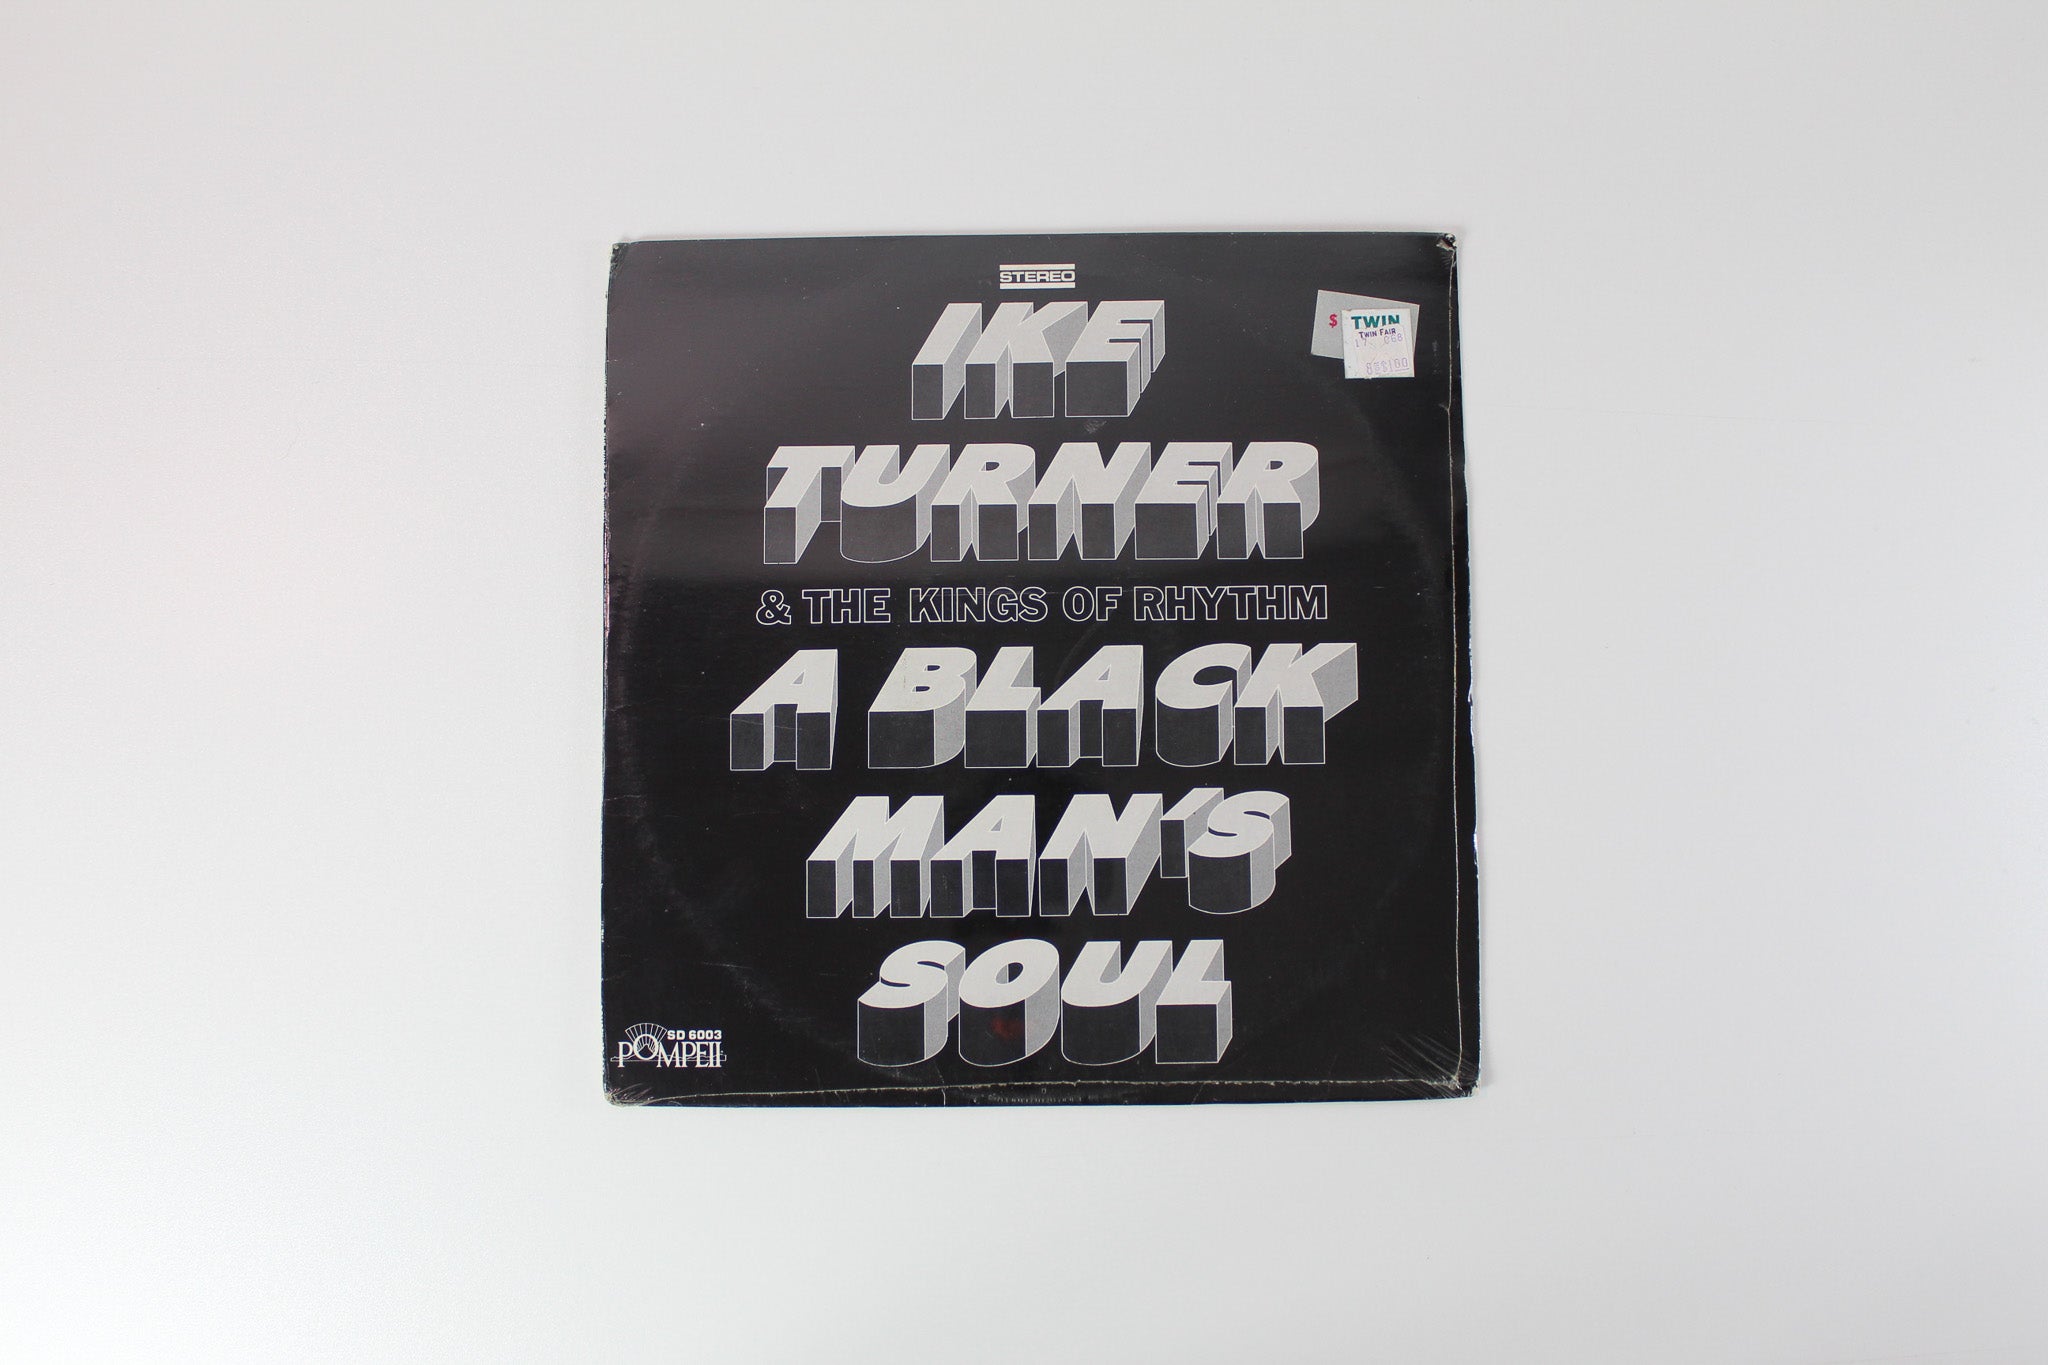 STEREO
IKE
$ TWIN
TWIN FAIR
TURNER
& THE KINGS OF RHYTHM
A BLACK
MAN'S
SOUL
SD 6003
POMPEII